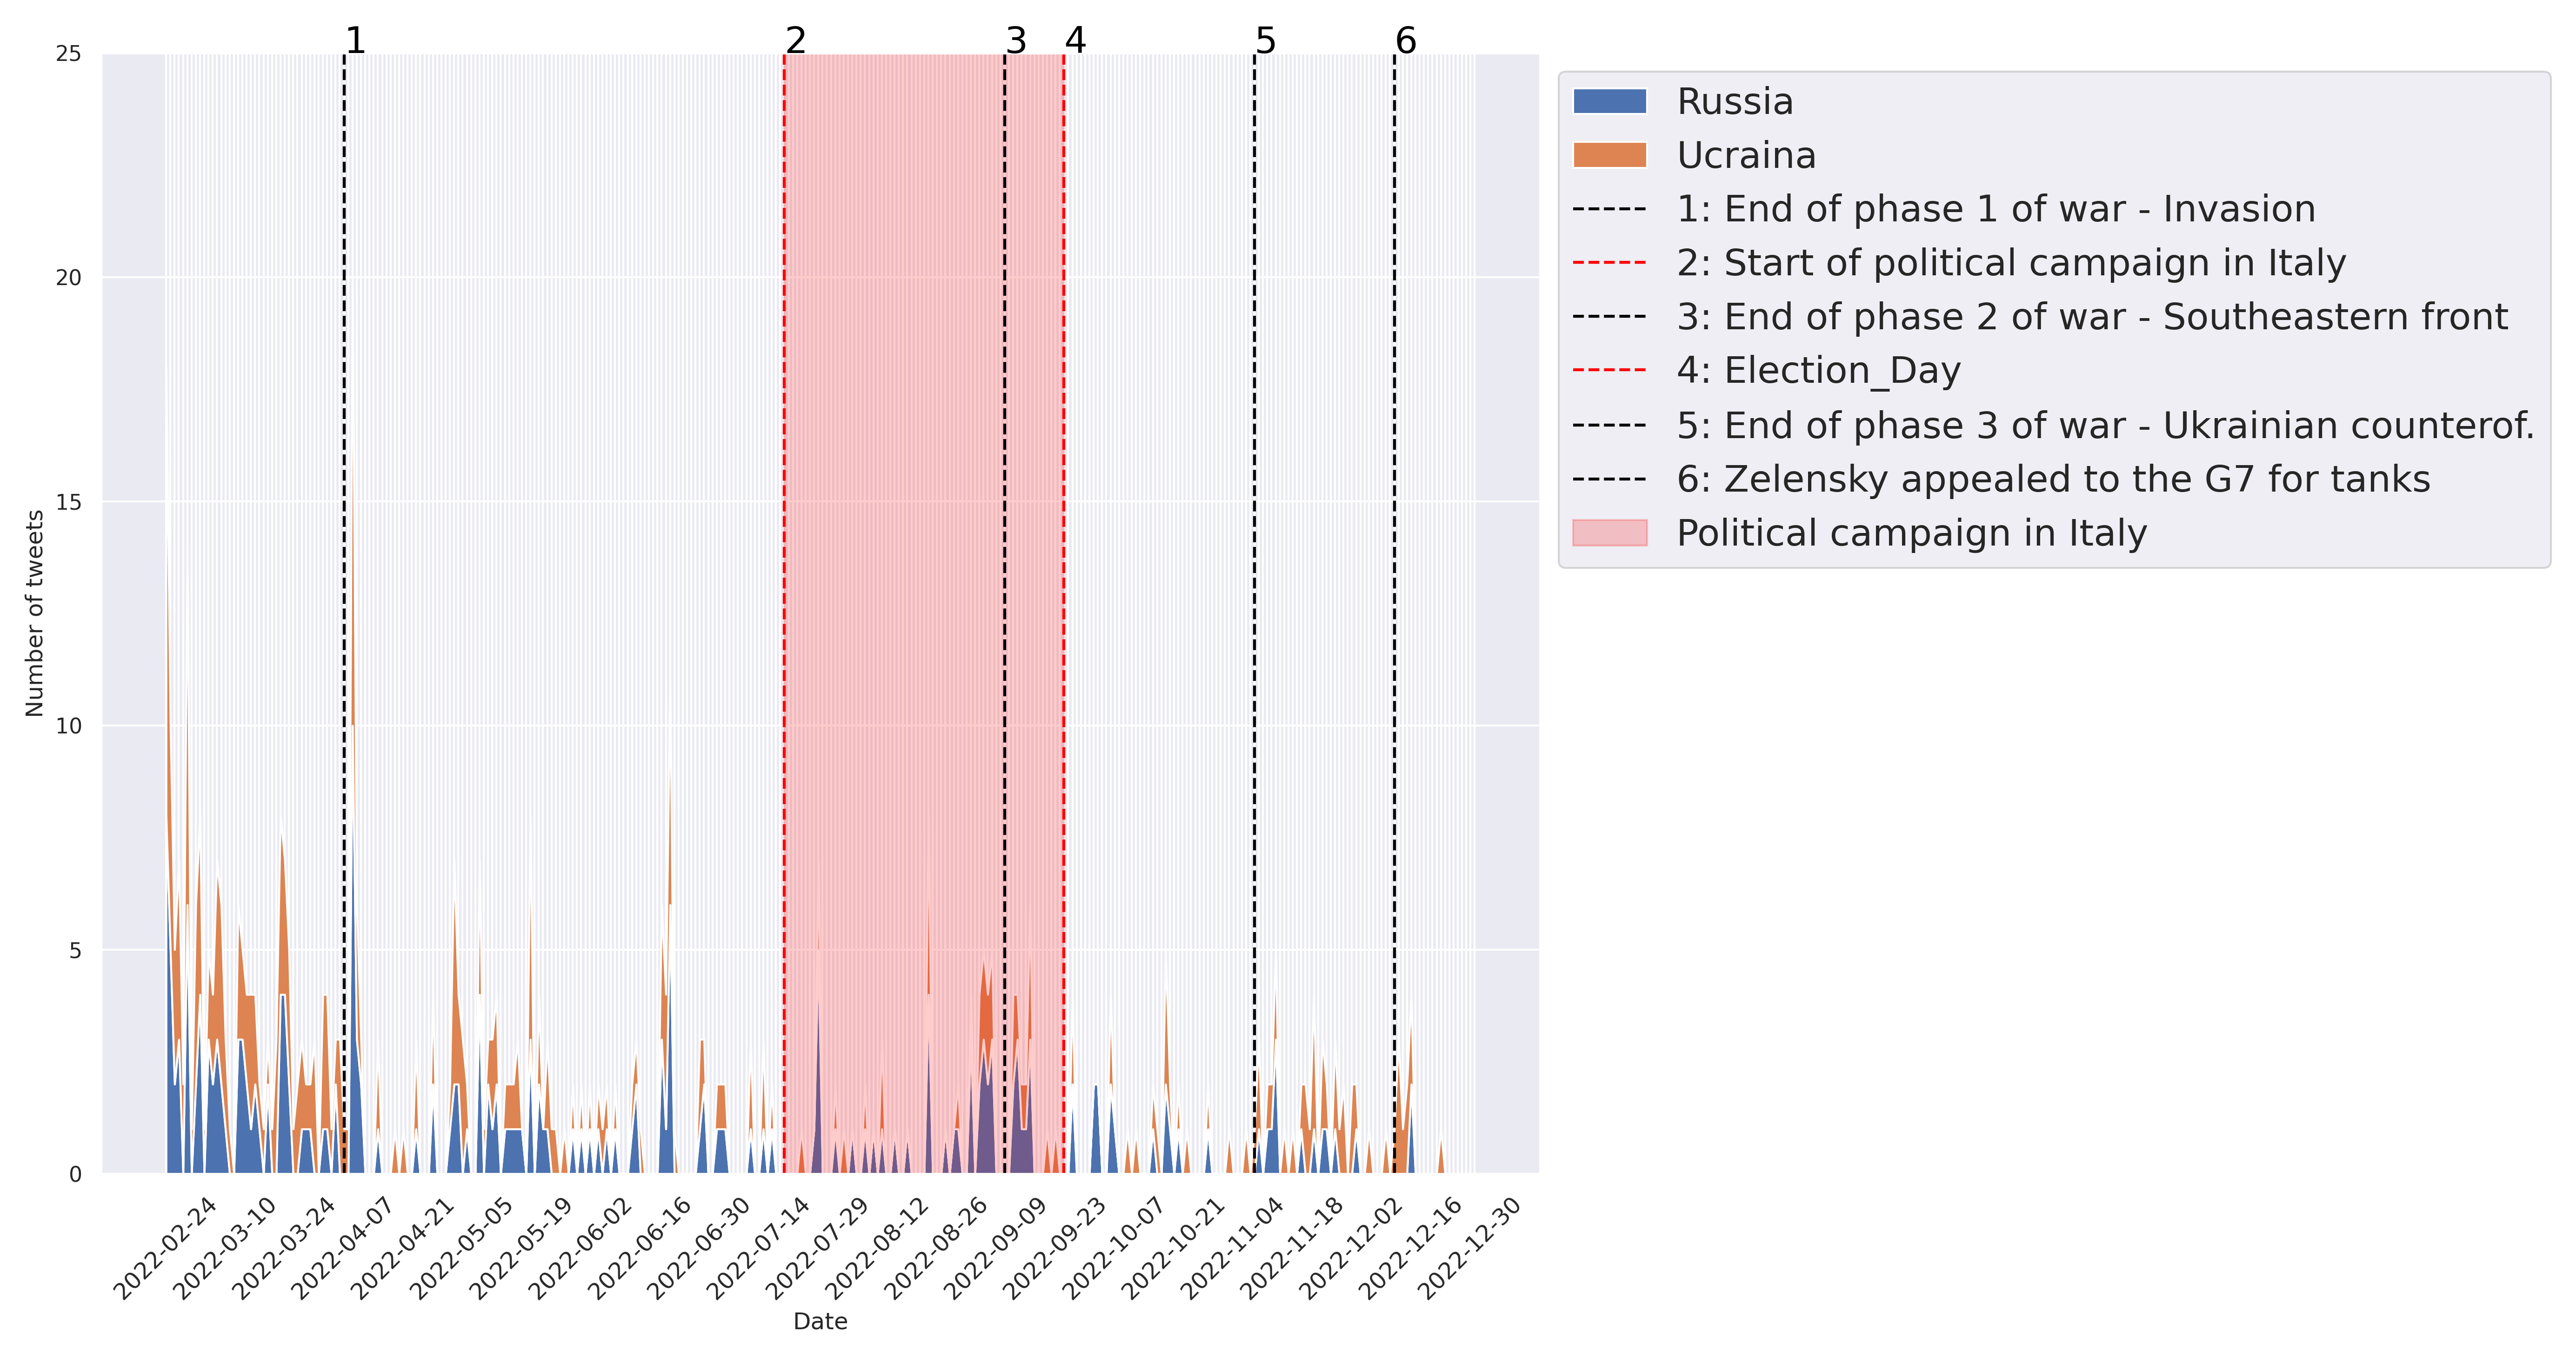 1 2 3 4 5 6
25
20
15
10
5
0
Number of tweets
2022-02-24
2022-03-10
2022-03-24
2022-04-07
2022-04-21
2022-05-05
2022-05-19
2022-06-02
2022-06-16
2022-06-30
2022-07-14
2022-07-29
2022-08-12
2022-08-26
2022-09-09
2022-09-23
2022-10-07
2022-10-21
2022-11-04
2022-11-18
2022-12-02
2022-12-16
2022-12-30
Date
Russia
Ucraina
1: End of phase 1 of war - Invasion
2: Start of political campaign in Italy
3: End of phase 2 of war - Southeastern front
4: Election_Day
5: End of phase 3 of war - Ukrainian counterof.
6: Zelensky appealed to the G7 for tanks
Political campaign in Italy